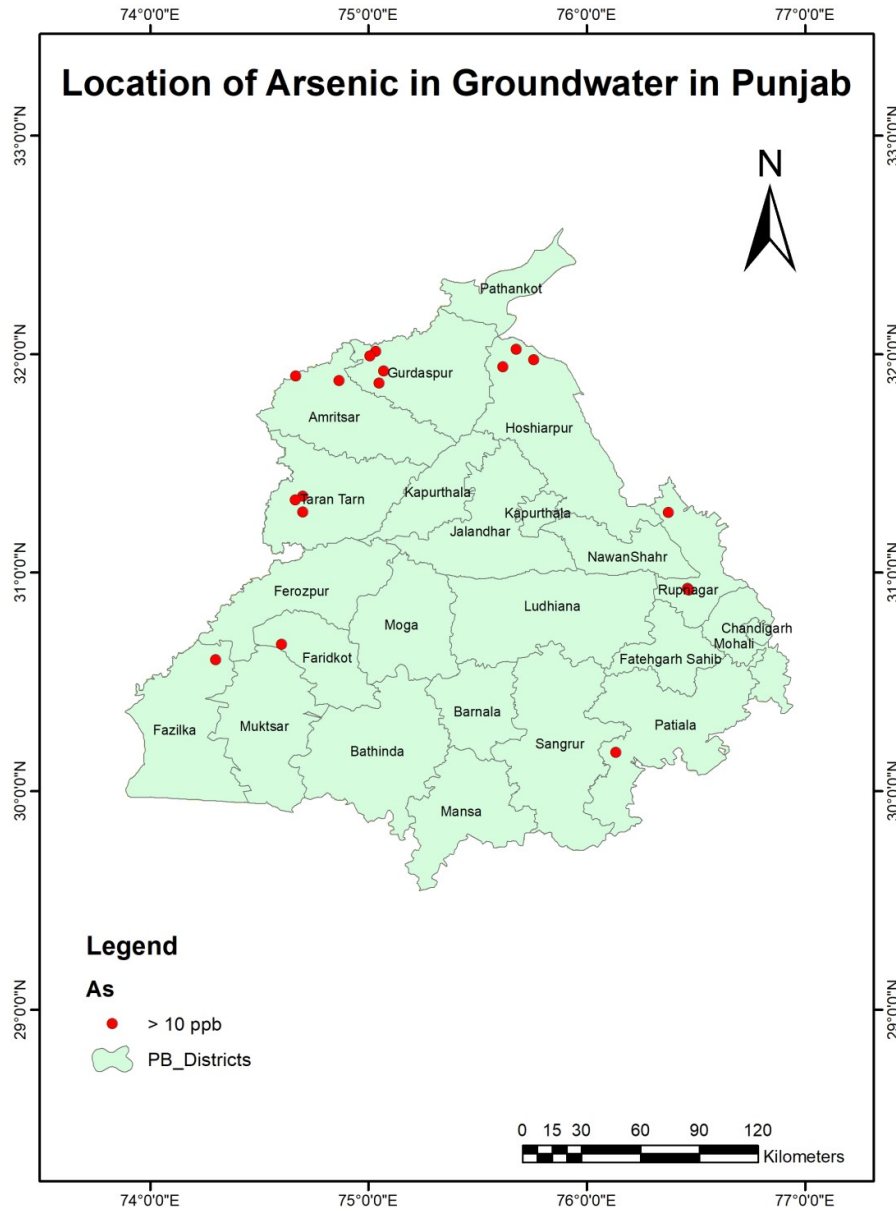 74°0'0"E 75°0'0"E 76°0'0"E 77°0'0"E
Location of Arsenic in Groundwater in Punjab
33°0'0"N 33°0'0"N
N
Pathankot
32°0'0"N 32°0'0"N
Gurdaspur
Amritsar
Hoshiarpur
Kapurthala
Taran Tarn
Kapurthala
Jalandhar
NawanShahr
31°0'0"N 31°0'0"N
Ferozpur
Rupnagar
Ludhiana
Moga
Chandigarh
Mohali
Faridkot
Fatehgarh Sahib
Barnala
Fazilka
Muktsar
Patiala
Sangrur
Bathinda
30°0'0"N 30°0'0"N
Mansa
Legend
As
> 10 ppb
PB_Districts
29°0'0"N 29°0'0"N
0 15 30 60 90 120
Kilometers
74°0'0"E 75°0'0"E 76°0'0"E 77°0'0"E